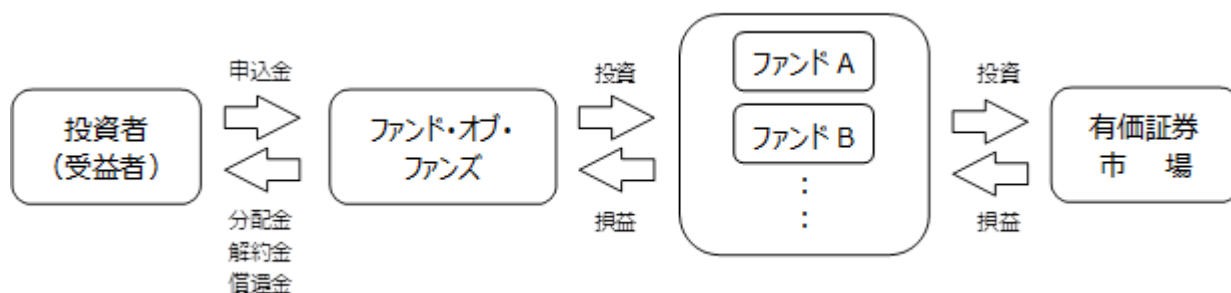 投資者
（受益者）
申込金
分配金
解約金
償還金
ファンド・オブ・
ファンズ
投資
損益
ファンド A
ファンド B
：
：
投資
損益
有価証券
市　場